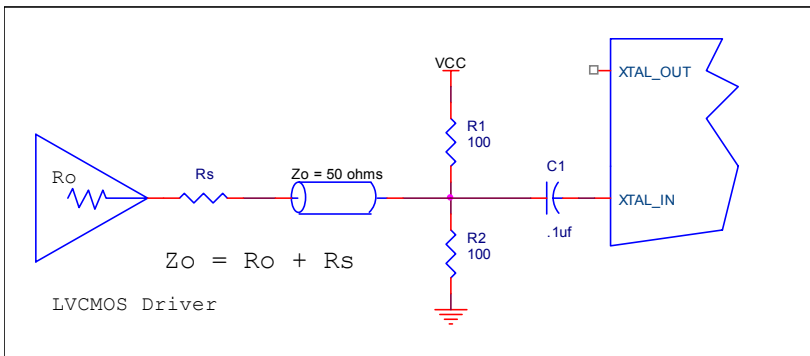 VCC
XTAL_OUT
R1
100
Ro
Rs
Zo = 50 ohms
C1
XTAL_IN
.1uf
R2
100
Zo = Ro + Rs
LVCMOS Driver